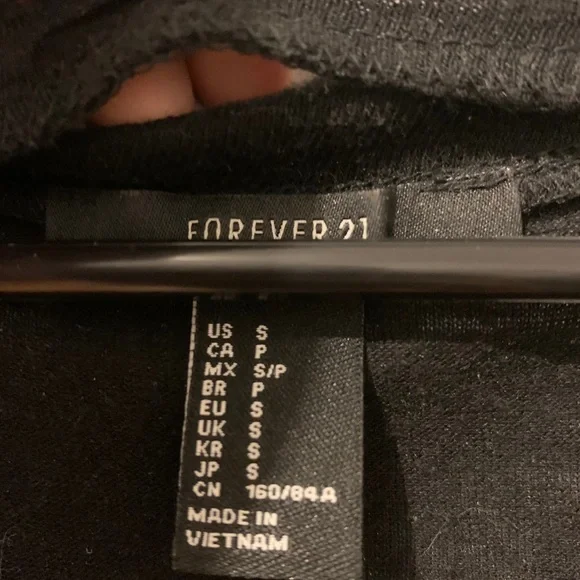 FOREVER 21
US S
CA P
MX S/P
BR P
EU S
UK S
KR S
JP S
CN 160/84A
MADE IN
VIETNAM